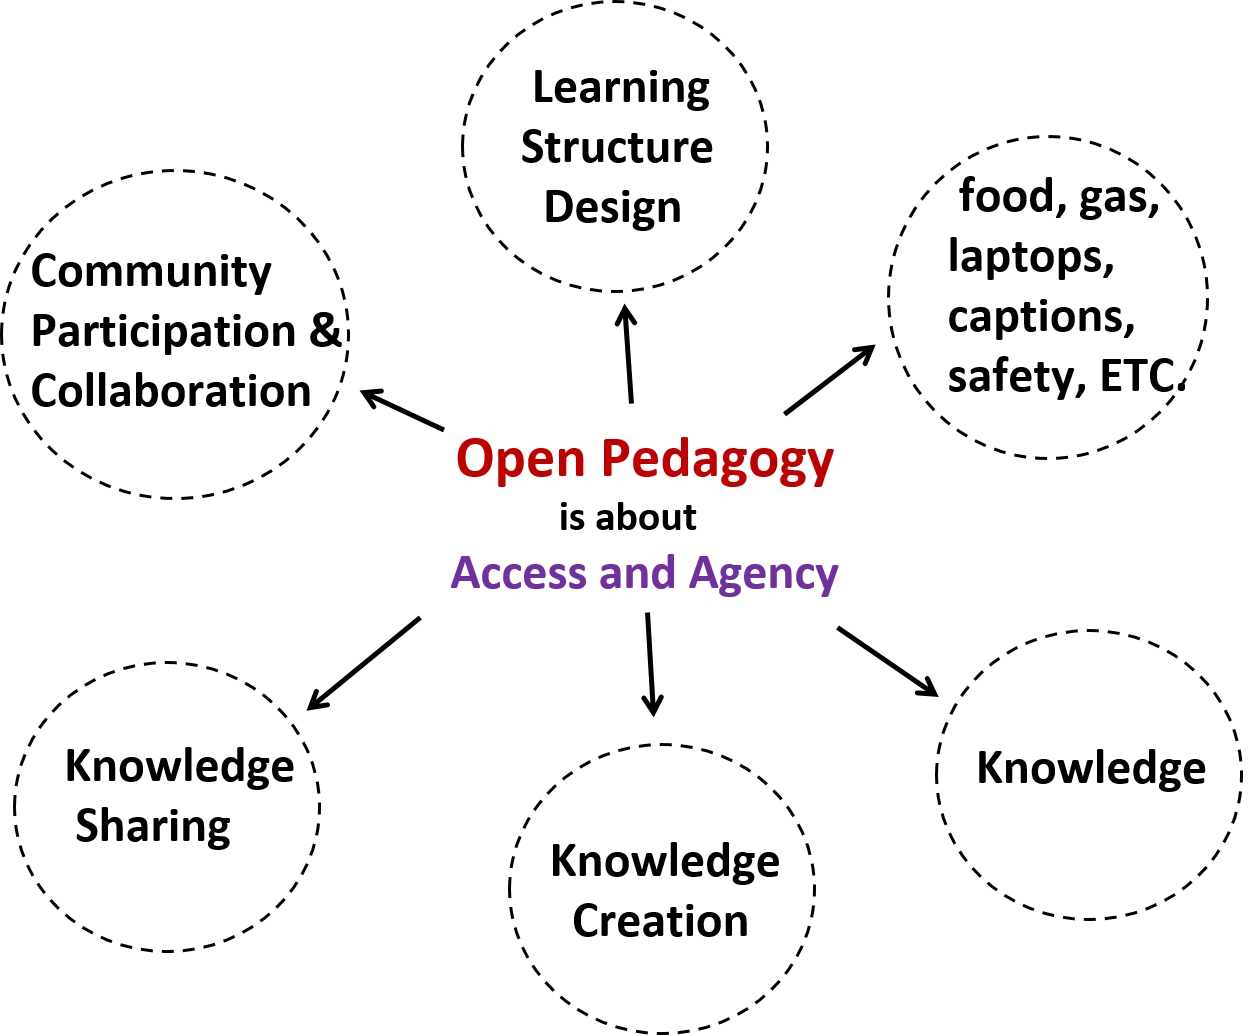 Learning
Structure
Design
food, gas,
laptops,
captions,
safety, ETC.
Community
Participation &
Collaboration
Open Pedagogy
is about
Access and Agency
Knowledge
Sharing
Knowledge
Creation
Knowledge